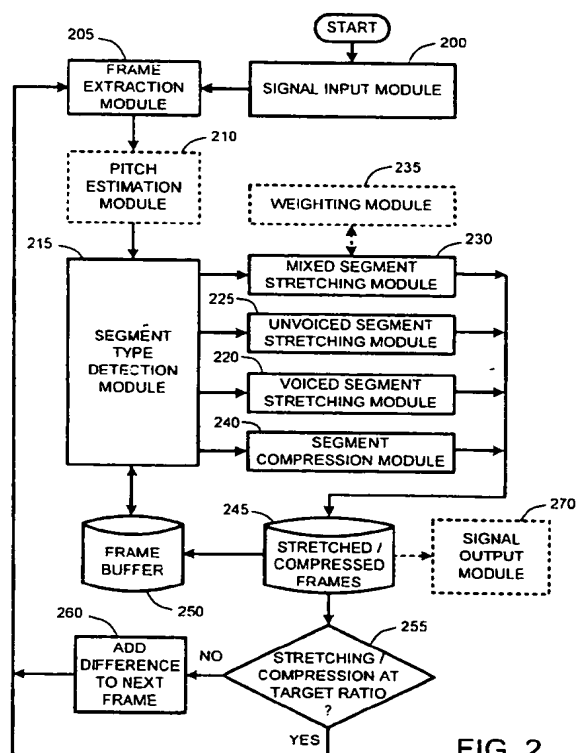 START
205
200
FRAME
EXTRACTION
MODULE
SIGNAL INPUT MODULE
210
PITCH
ESTIMATION
MODULE
235
WEIGHTING MODULE
215
230
MIXED SEGMENT
STRETCHING MODULE
225
UNVOICED SEGMENT
STRETCHING MODULE
SEGMENT
TYPE
DETECTION
MODULE
220
VOICED SEGMENT
STRETCHING MODULE
240
SEGMENT
COMPRESSION MODULE
245
270
FRAME
BUFFER
STRETCHED /
COMPRESSED
FRAMES
SIGNAL
OUTPUT
MODULE
250
260
255
ADD
DIFFERENCE
TO NEXT
FRAME
NO
STRETCHING /
COMPRESSION AT
TARGET RATIO
?
YES
FIG. 2